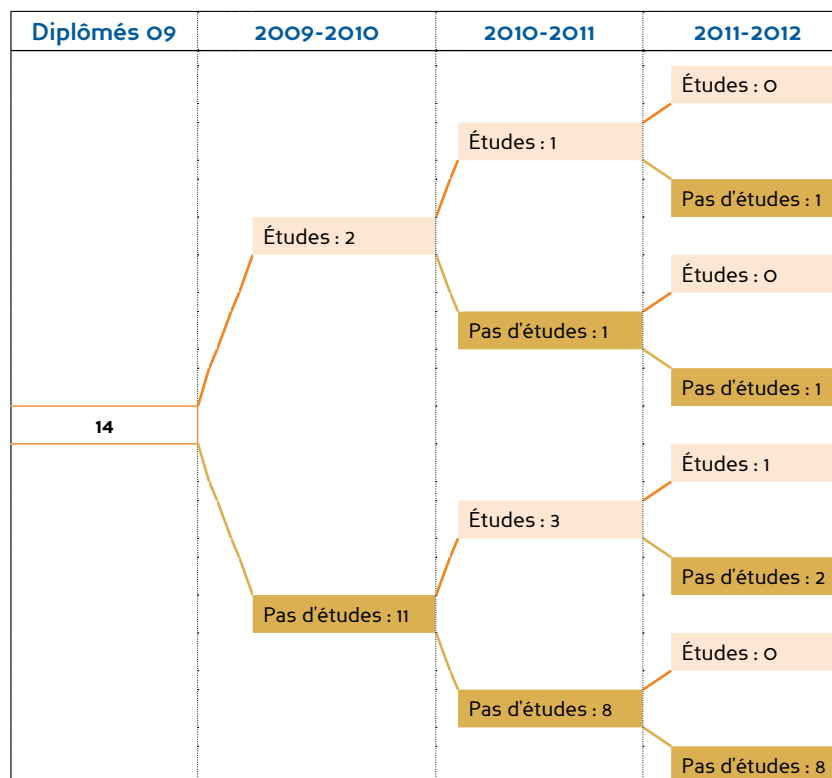 Diplômés 09 2009-2010 2010-2011 2011-2012
Études : 0
Études : 1
Pas d'études : 1
Études : 2
Études : 0
Pas d'études : 1
Pas d'études : 1
14
Études : 1
Études : 3
Pas d'études : 2
Pas d'études : 11
Études : 0
Pas d'études : 8
Pas d'études : 8